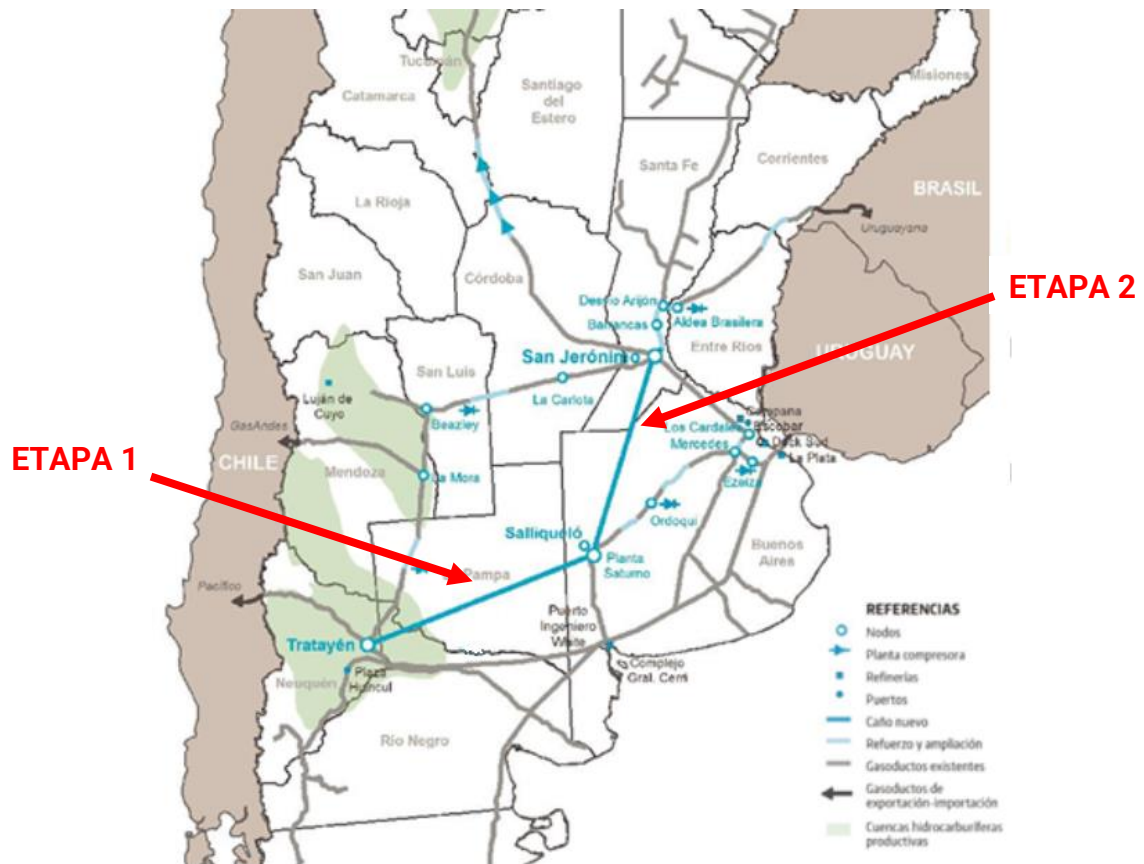 Tucumán
Catamarca
Santiago
del
Estero
Misiones
Santa Fe
Corrientes
BRASIL
La Rioja
Uruguayana
San Juan
Córdoba
ETAPA 2
Desvío Arijón
Barrancas
Aldea Brasilera
Entre Ríos
URUGUAY
San Jerónimo
San Luis
La Carlota
Luján de
Cuyo
Beazley
Campana
Escobar
Los Cardales
Dock Sud
Mercedes
La Plata
GasAndes
CHILE
ETAPA 1
Mendoza
La Mora
Ezeiza
Ordoqui
Salliqueló
Buenos
Aires
Planta
Saturno
Pampa
Pacífico
Puerto
Ingeniero
White
Tratayén
Complejo
Gral. Cerri
Plaza
Huincul
Neuquén
Río Negro
REFERENCIAS
Nodos
Planta compresora
Refinerías
Puertos
Caño nuevo
Refuerzo y ampliación
Gasoductos existentes
Gasoductos de
exportación-importación
Cuencas hidrocarburíferas
productivas